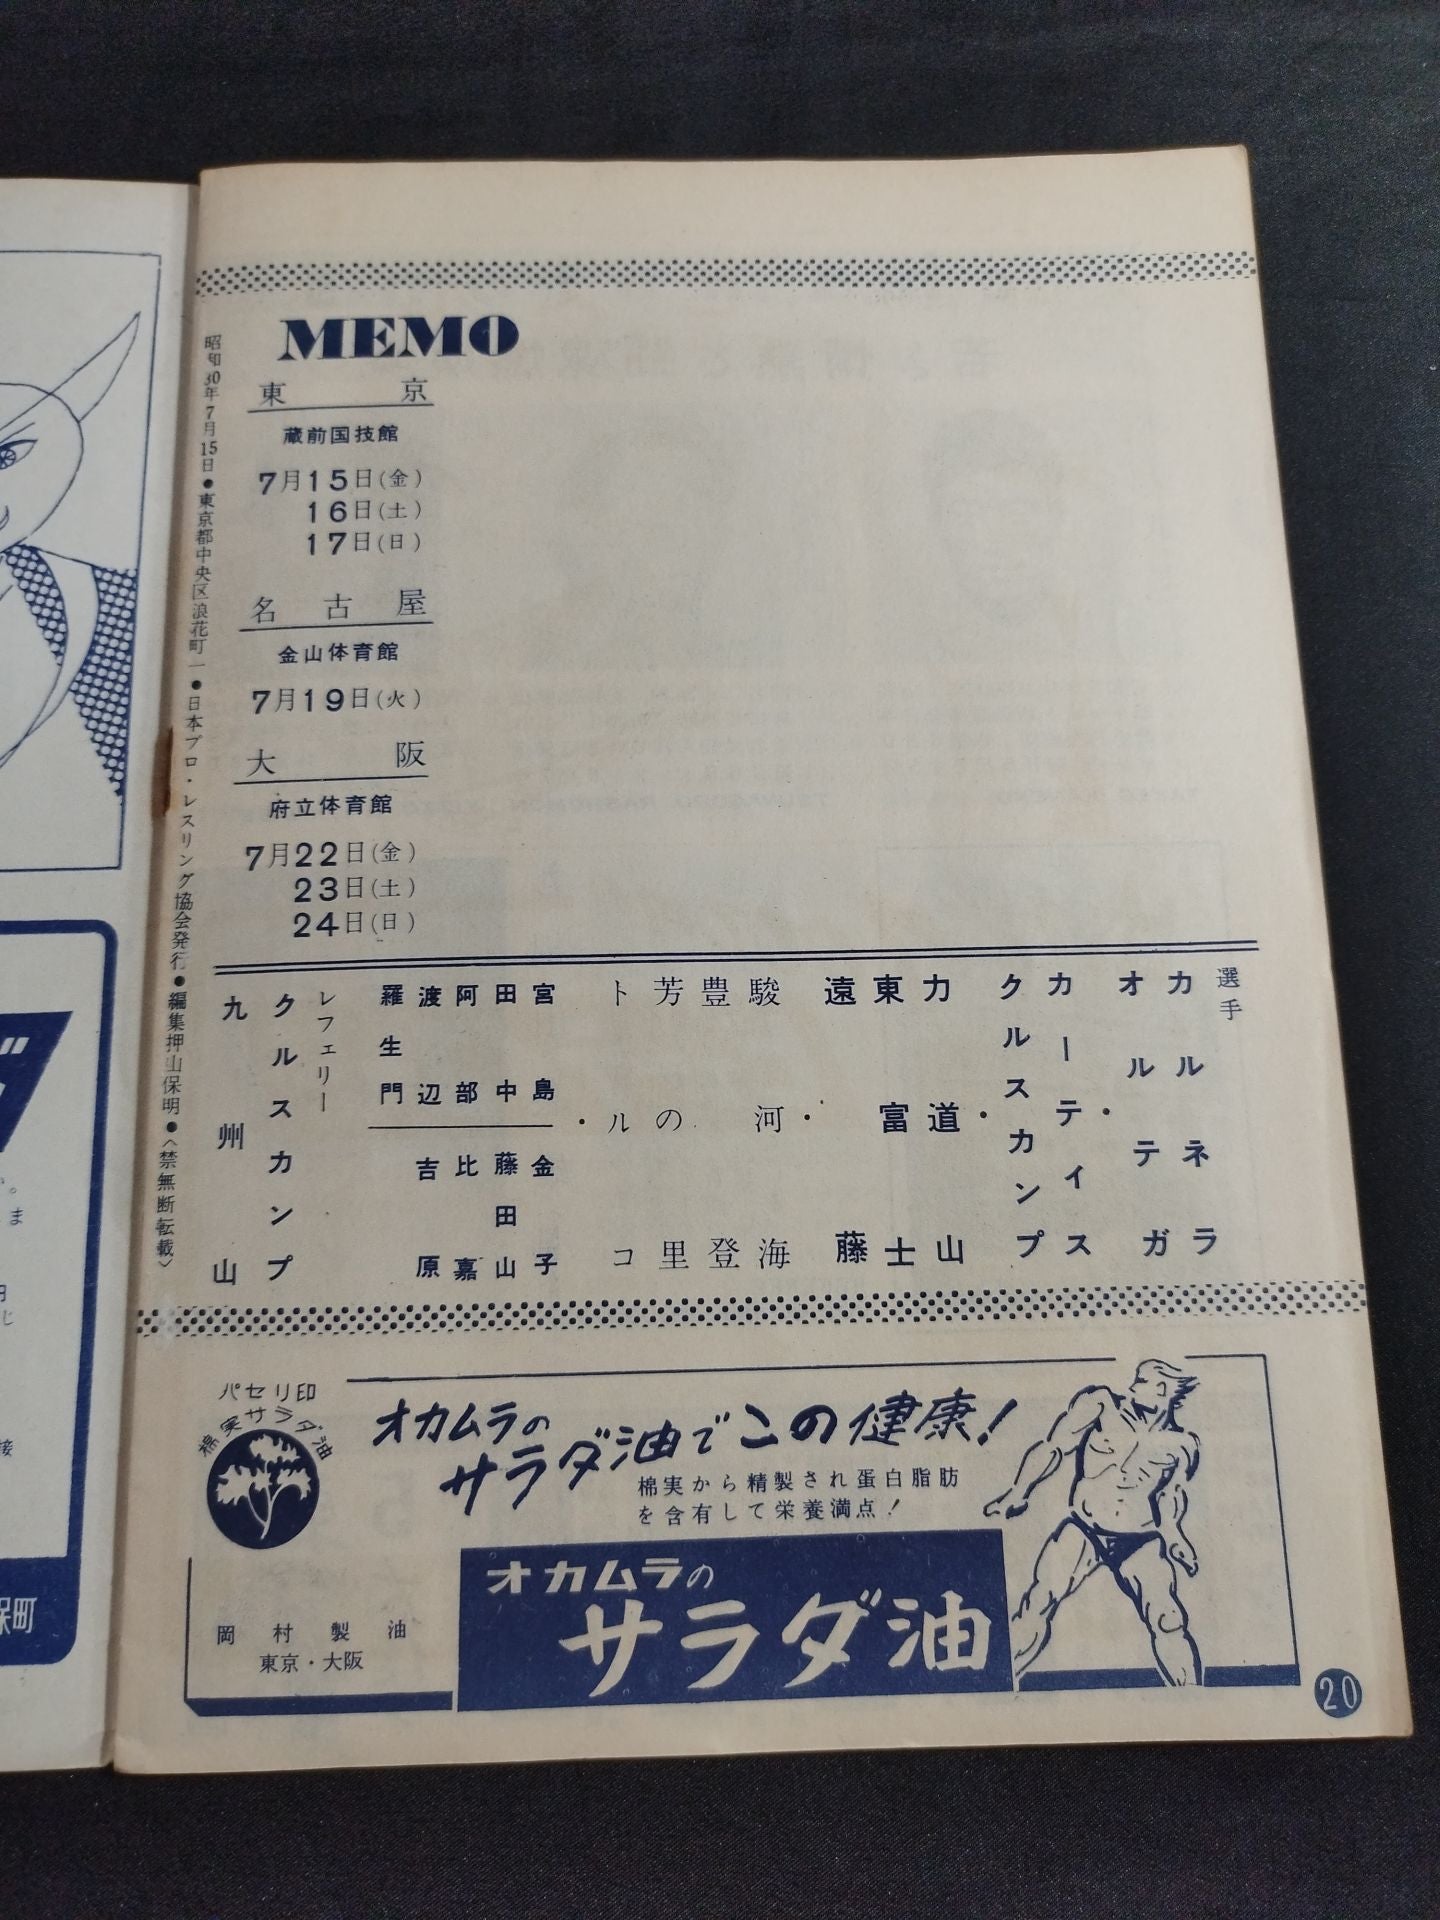 MEMO
東京
蔵前国技館
7月15日(金)
16日(土)
17日(日)
名古屋
金山体育館
7月19日(火)
大阪
府立体育館
7月22日(金)
23日(土)
24日(日)
昭和30年7月15日●東京都中央区浪花町一●日本プロ・レスリング協会発行●編集押山保明●〈禁無断転載〉
選手
カルネラ
オルテガ
・
カーティス
クルスカンプ
・
力道山
東富士
遠藤
・
駿河海
豊登
芳の里
トルコ
・
宮島
田中
阿部
渡辺
羅生門
金子
藤田山
比嘉
吉原
レフェリー
クルスカンプ
九州山
パセリ印
棉実サラダ油
オカムラの
サラダ油でこの健康!
棉実から精製され蛋白脂肪
を含有して栄養満点!
オカムラの
サラダ油
岡村製油
東京・大阪
20
ま
円
じ
接
保町